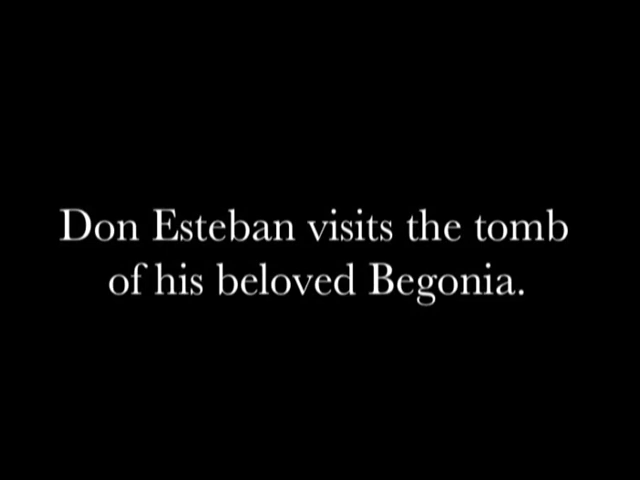 Don Esteban visits the tomb
of his beloved Begonia.